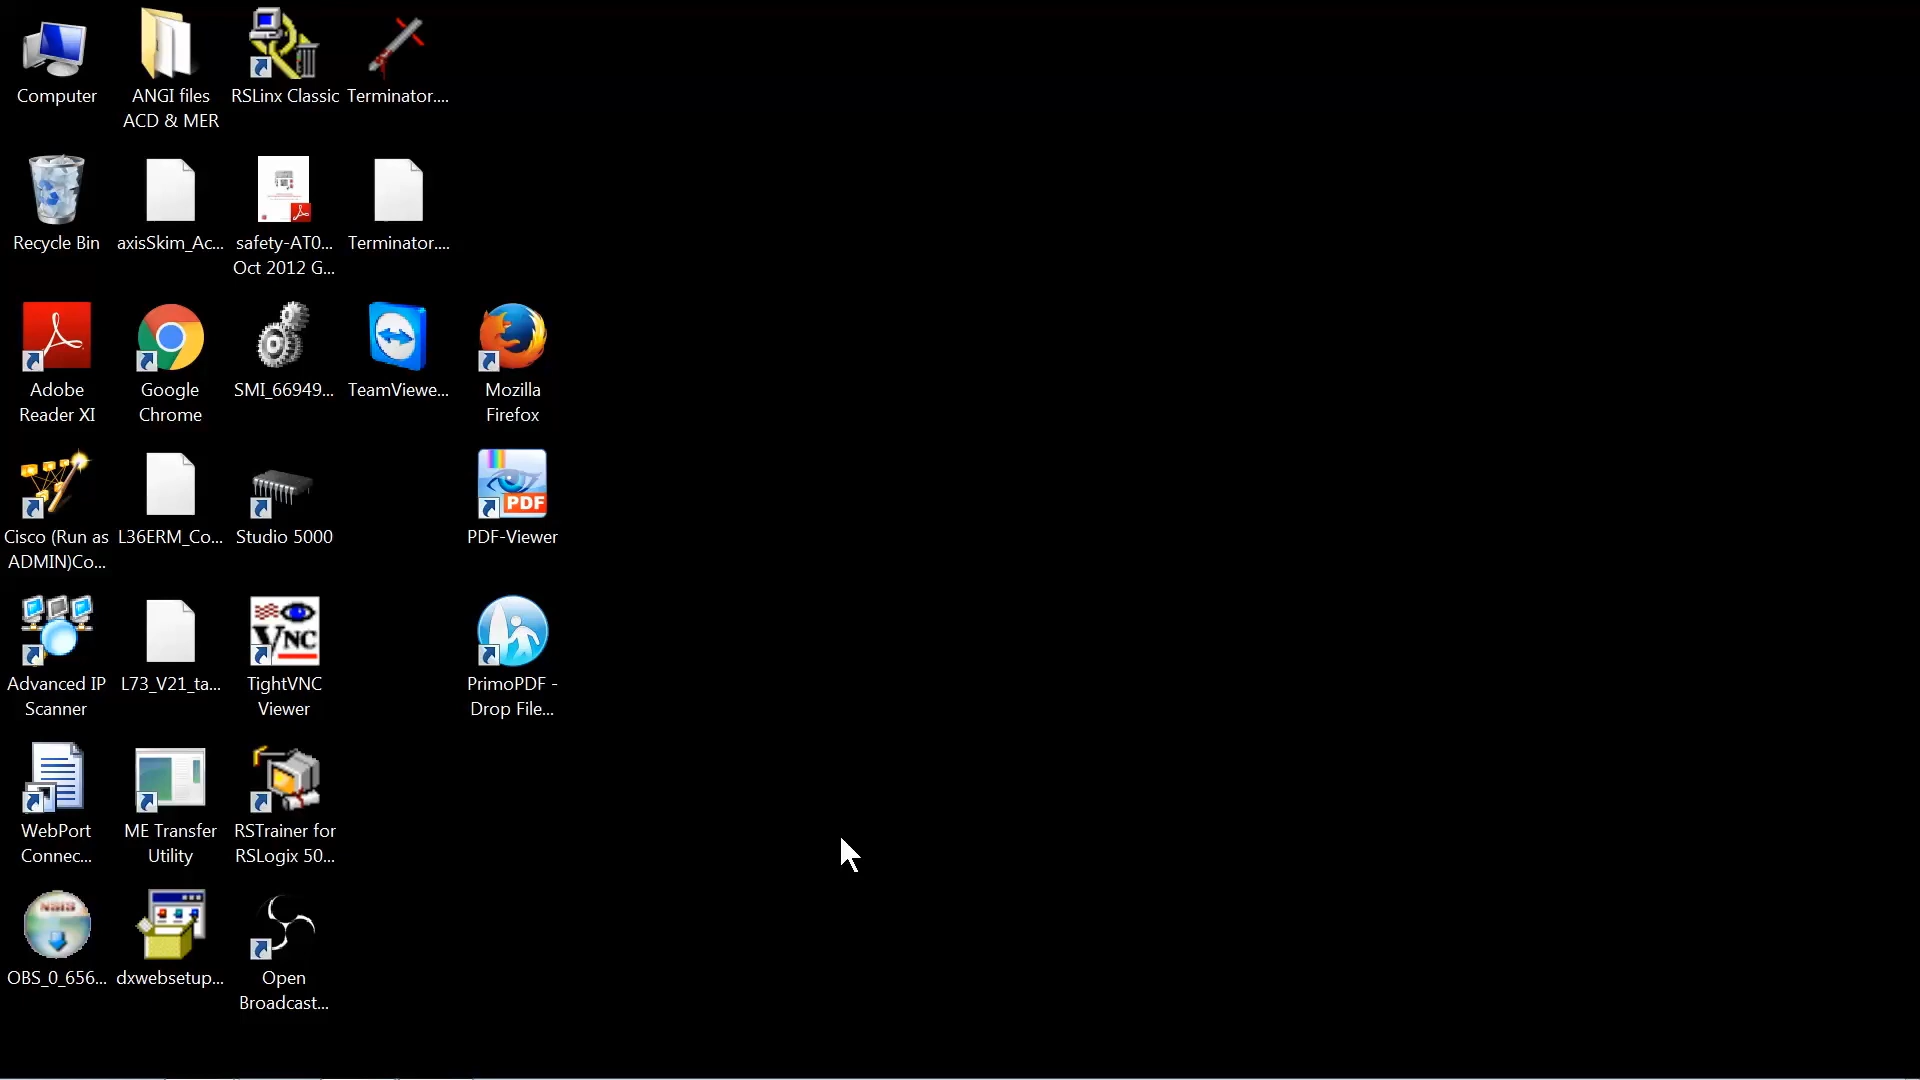 Computer
ANGI files
ACD & MER
RSLinx Classic
Terminator....
Recycle Bin
axisSkim_Ac...
safety-AT0...
Oct 2012 G...
Terminator....
Adobe
Reader XI
Google
Chrome
SMI_66949...
TeamViewe...
Mozilla
Firefox
Cisco (Run as
ADMIN)Co...
L36ERM_Co...
Studio 5000
PDF
PDF-Viewer
Advanced IP
Scanner
L73_V21_ta...
VNC
TightVNC
Viewer
PrimoPDF -
Drop File...
WebPort
Connec...
ME Transfer
Utility
RSTrainer for
RSLogix 50...
NSIS
OBS_0_656...
dxwebsetup...
Open
Broadcast...